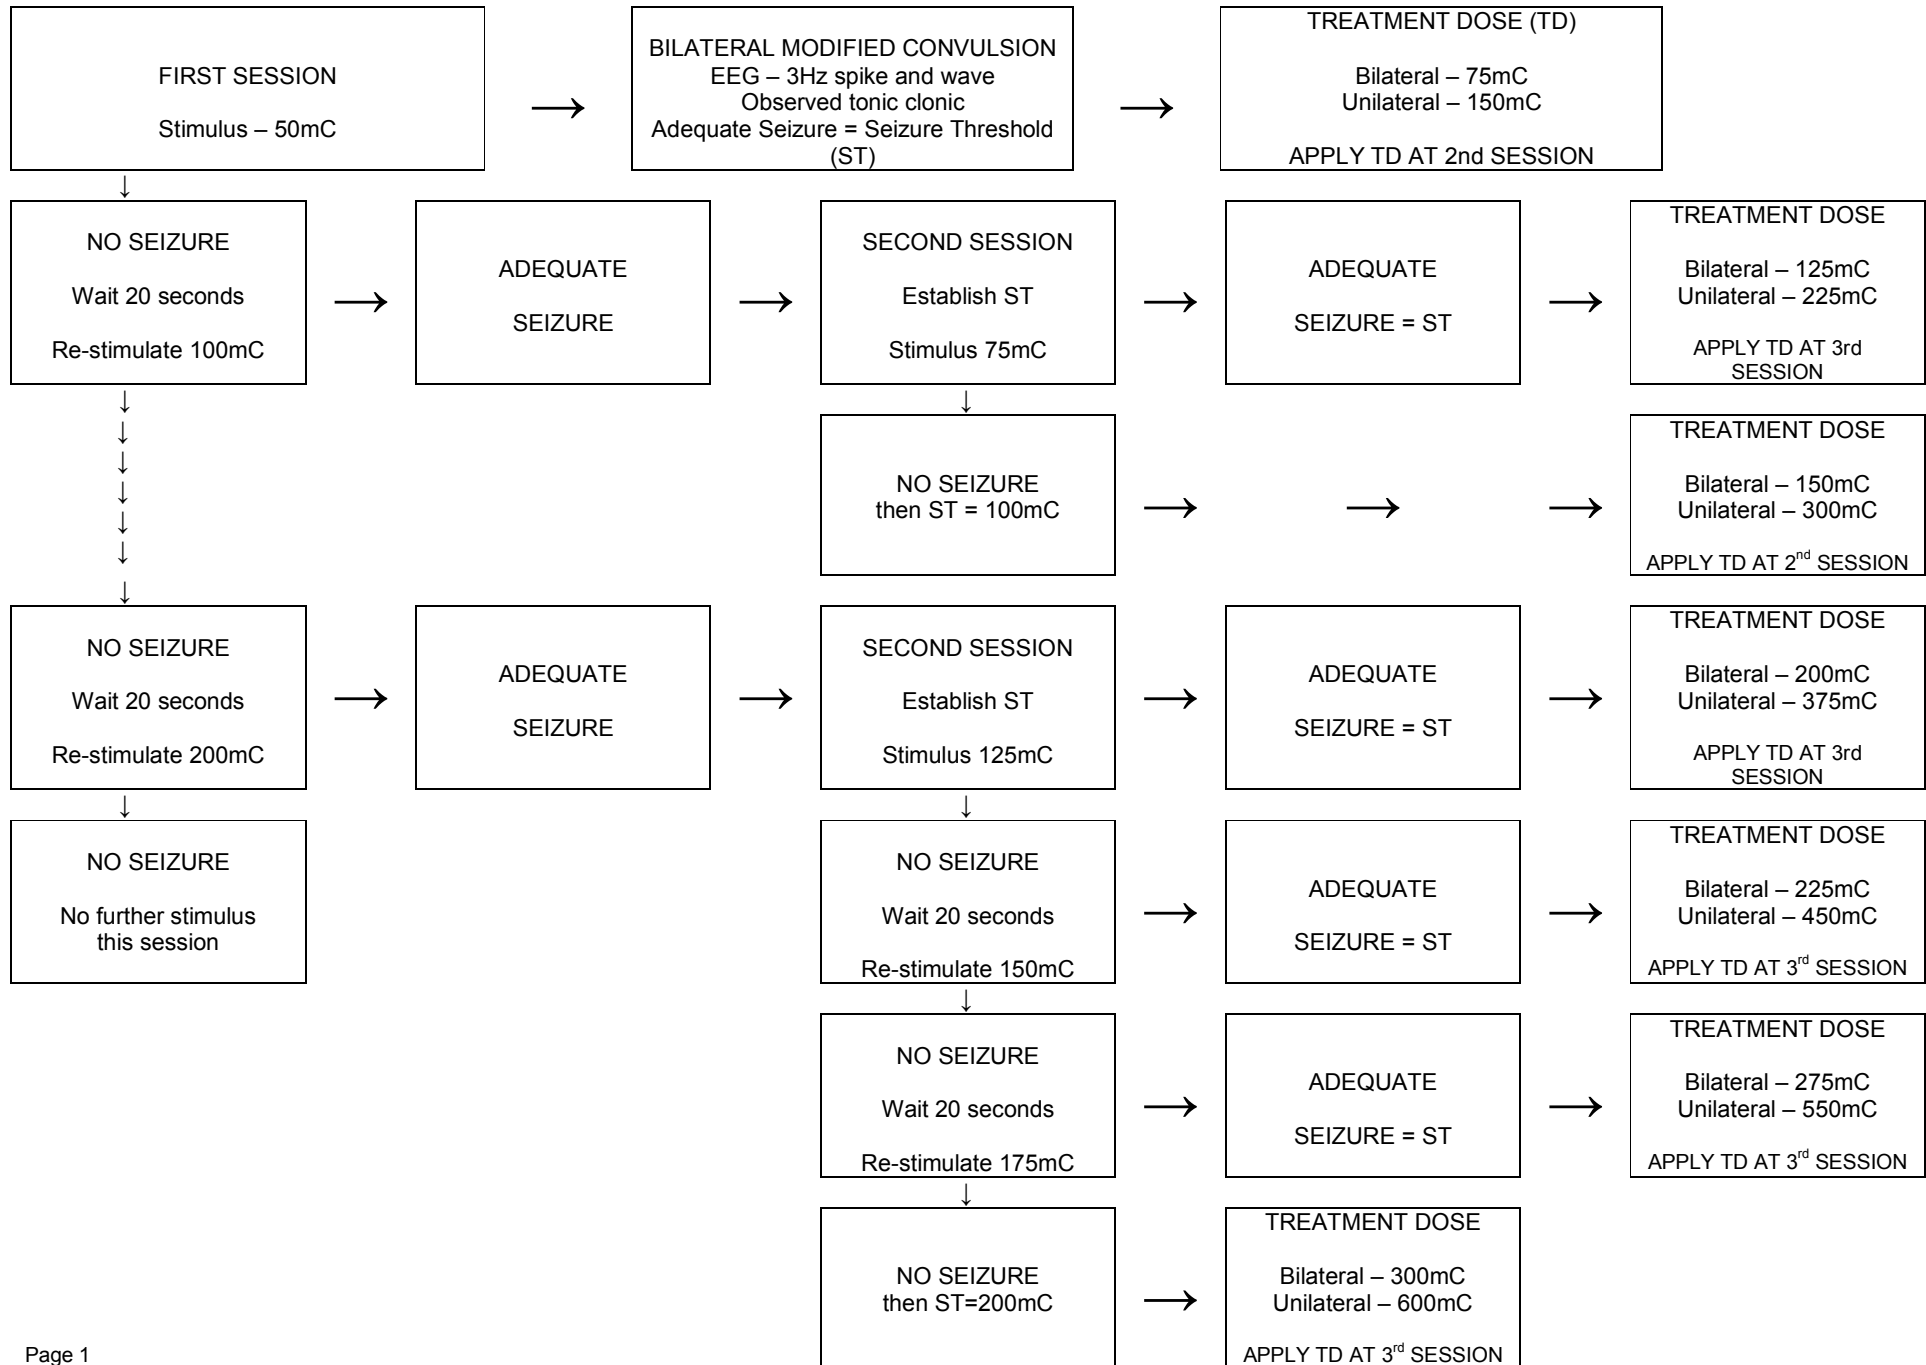 FIRST SESSION
Stimulus – 50mC
→
BILATERAL MODIFIED CONVULSION
EEG – 3Hz spike and wave
Observed tonic clonic
Adequate Seizure = Seizure Threshold
(ST)
→
TREATMENT DOSE (TD)
Bilateral – 75mC
Unilateral – 150mC
APPLY TD AT 2nd SESSION
↓
NO SEIZURE
Wait 20 seconds
Re-stimulate 100mC
→
ADEQUATE
SEIZURE
→
SECOND SESSION
Establish ST
Stimulus 75mC
→
ADEQUATE
SEIZURE = ST
→
TREATMENT DOSE
Bilateral – 125mC
Unilateral – 225mC
APPLY TD AT 3rd
SESSION
↓
↓
↓
↓
↓
↓
↓
↓
NO SEIZURE
then ST = 100mC
→
→
→
TREATMENT DOSE
Bilateral – 150mC
Unilateral – 300mC
APPLY TD AT 2nd SESSION
NO SEIZURE
Wait 20 seconds
Re-stimulate 200mC
→
ADEQUATE
SEIZURE
→
SECOND SESSION
Establish ST
Stimulus 125mC
→
ADEQUATE
SEIZURE = ST
→
TREATMENT DOSE
Bilateral – 200mC
Unilateral – 375mC
APPLY TD AT 3rd
SESSION
↓
↓
NO SEIZURE
No further stimulus
this session
NO SEIZURE
Wait 20 seconds
Re-stimulate 150mC
→
ADEQUATE
SEIZURE = ST
→
TREATMENT DOSE
Bilateral – 225mC
Unilateral – 450mC
APPLY TD AT 3rd SESSION
↓
NO SEIZURE
Wait 20 seconds
Re-stimulate 175mC
→
ADEQUATE
SEIZURE = ST
→
TREATMENT DOSE
Bilateral – 275mC
Unilateral – 550mC
APPLY TD AT 3rd SESSION
↓
NO SEIZURE
then ST=200mC
→
TREATMENT DOSE
Bilateral – 300mC
Unilateral – 600mC
APPLY TD AT 3rd SESSION
Page 1